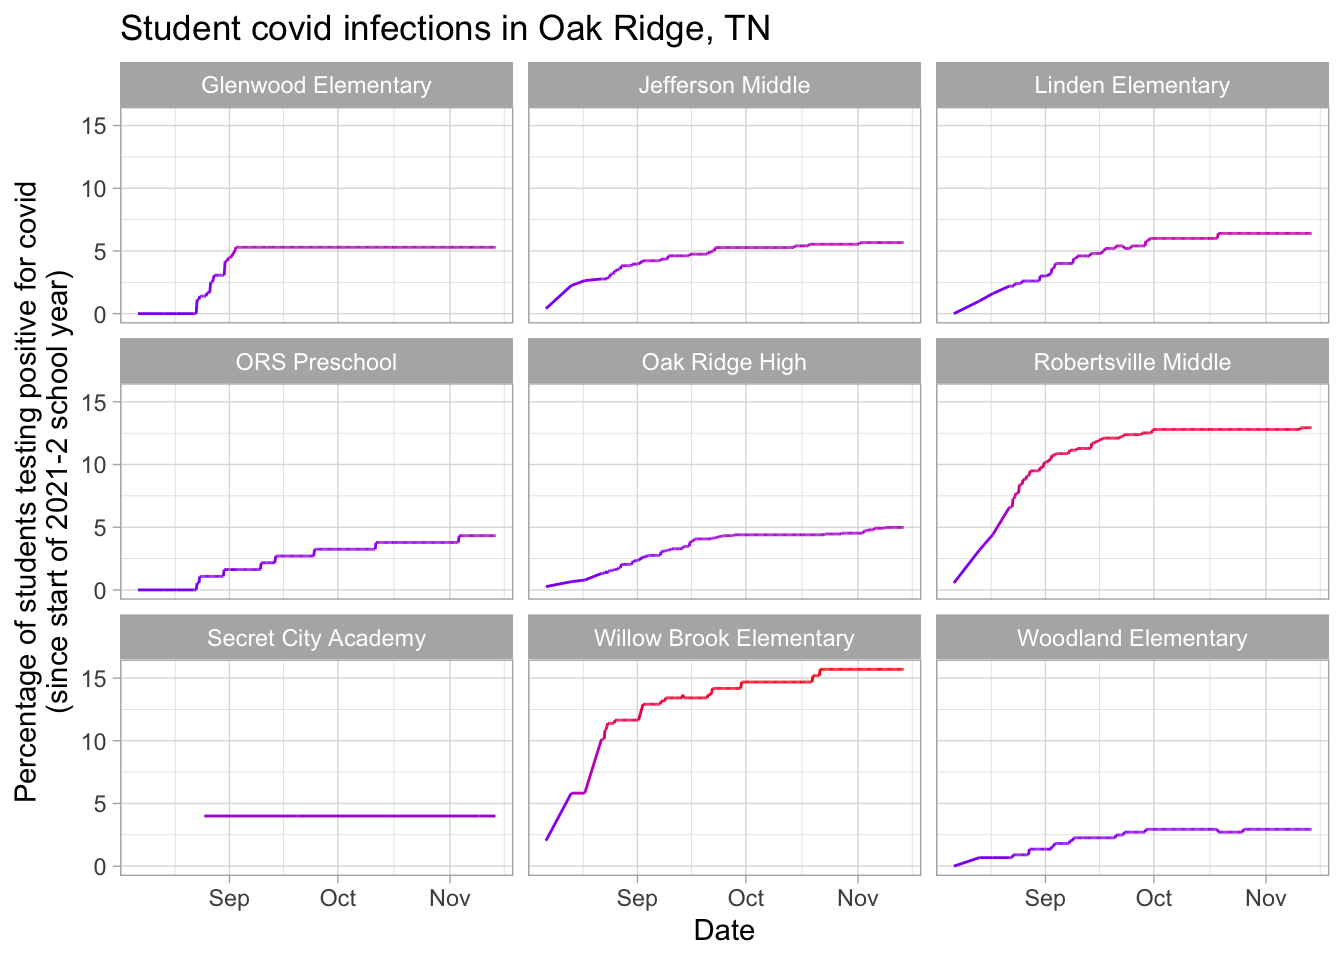 Student covid infections in Oak Ridge, TN
Percentage of students testing positive for covid
(since start of 2021-2 school year)
Glenwood Elementary
Jefferson Middle
Linden Elementary
15
10
5
0
ORS Preschool
Oak Ridge High
Robertsville Middle
15
10
5
0
Secret City Academy
Willow Brook Elementary
Woodland Elementary
15
10
5
0
Sep Oct Nov
Sep Oct Nov
Sep Oct Nov
Date